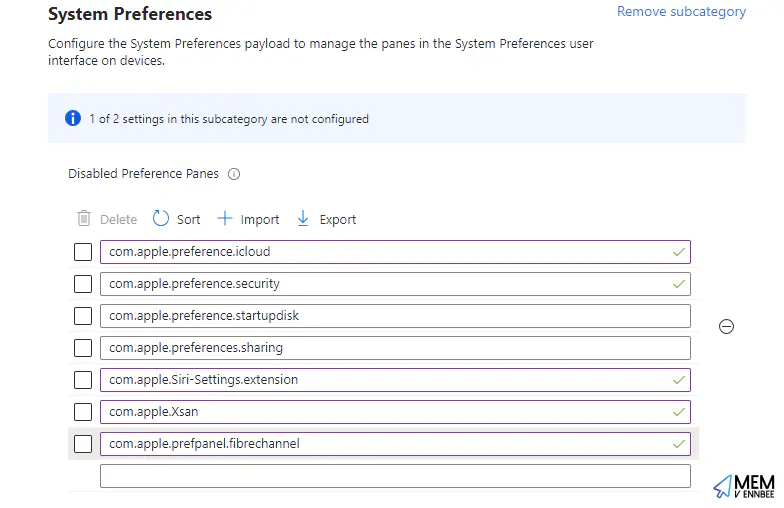 System Preferences
Remove subcategory
Configure the System Preferences payload to manage the panes in the System Preferences user
interface on devices.
1 of 2 settings in this subcategory are not configured
Disabled Preference Panes
Delete Sort Import Export
com.apple.preference.icloud
com.apple.preference.security
com.apple.preference.startupdisk
com.apple.preferences.sharing
com.apple.Siri-Settings.extension
com.apple.Xsan
com.apple.prefpanel.fibrechannel
MEM
V ENNBEE